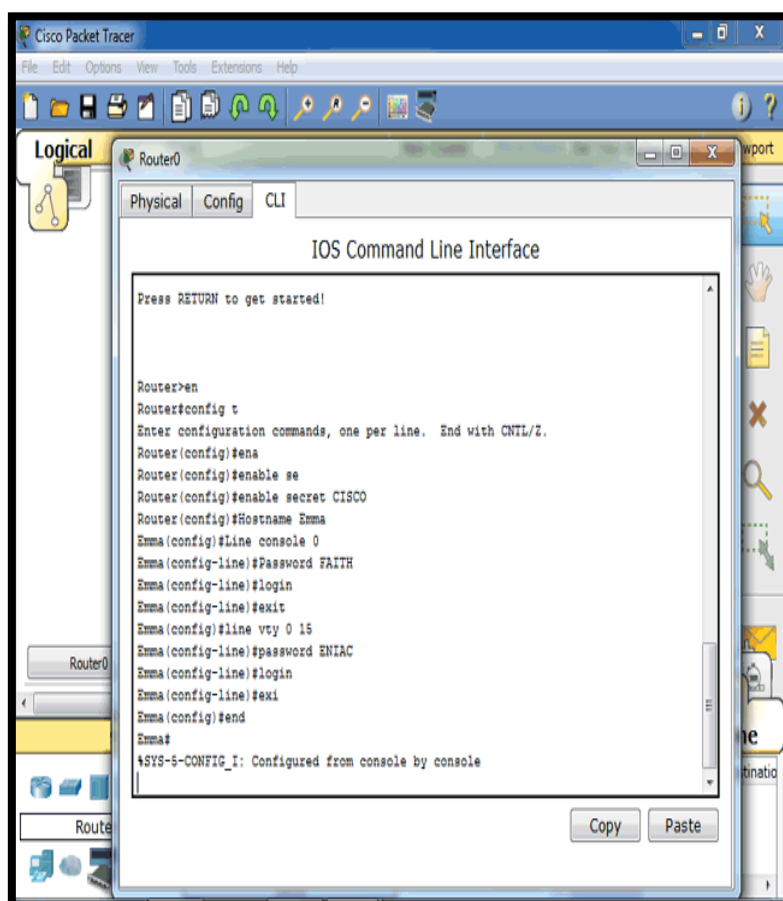 Cisco Packet Tracer
File Edit Options View Tools Extensions Help
Logical
wport
Router0
Physical Config CLI
IOS Command Line Interface
Press RETURN to get started!
Router>en
Router#config t
Enter configuration commands, one per line. End with CNTL/Z.
Router(config)#ena
Router(config)#enable se
Router(config)#enable secret CISCO
Router(config)#Hostname Emma
Emma(config)#Line console 0
Emma(config-line)#Password FAITH
Emma(config-line)#login
Emma(config-line)#exit
Emma(config)#line vty 0 15
Emma(config-line)#password ENIAC
Emma(config-line)#login
Emma(config-line)#exi
Emma(config)#end
Emma#
%SYS-5-CONFIG_I: Configured from console by console
Copy Paste
Router0
ne
tinatio
Route